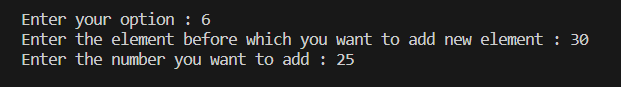 Enter your option : 6
Enter the element before which you want to add new element : 30
Enter the number you want to add : 25